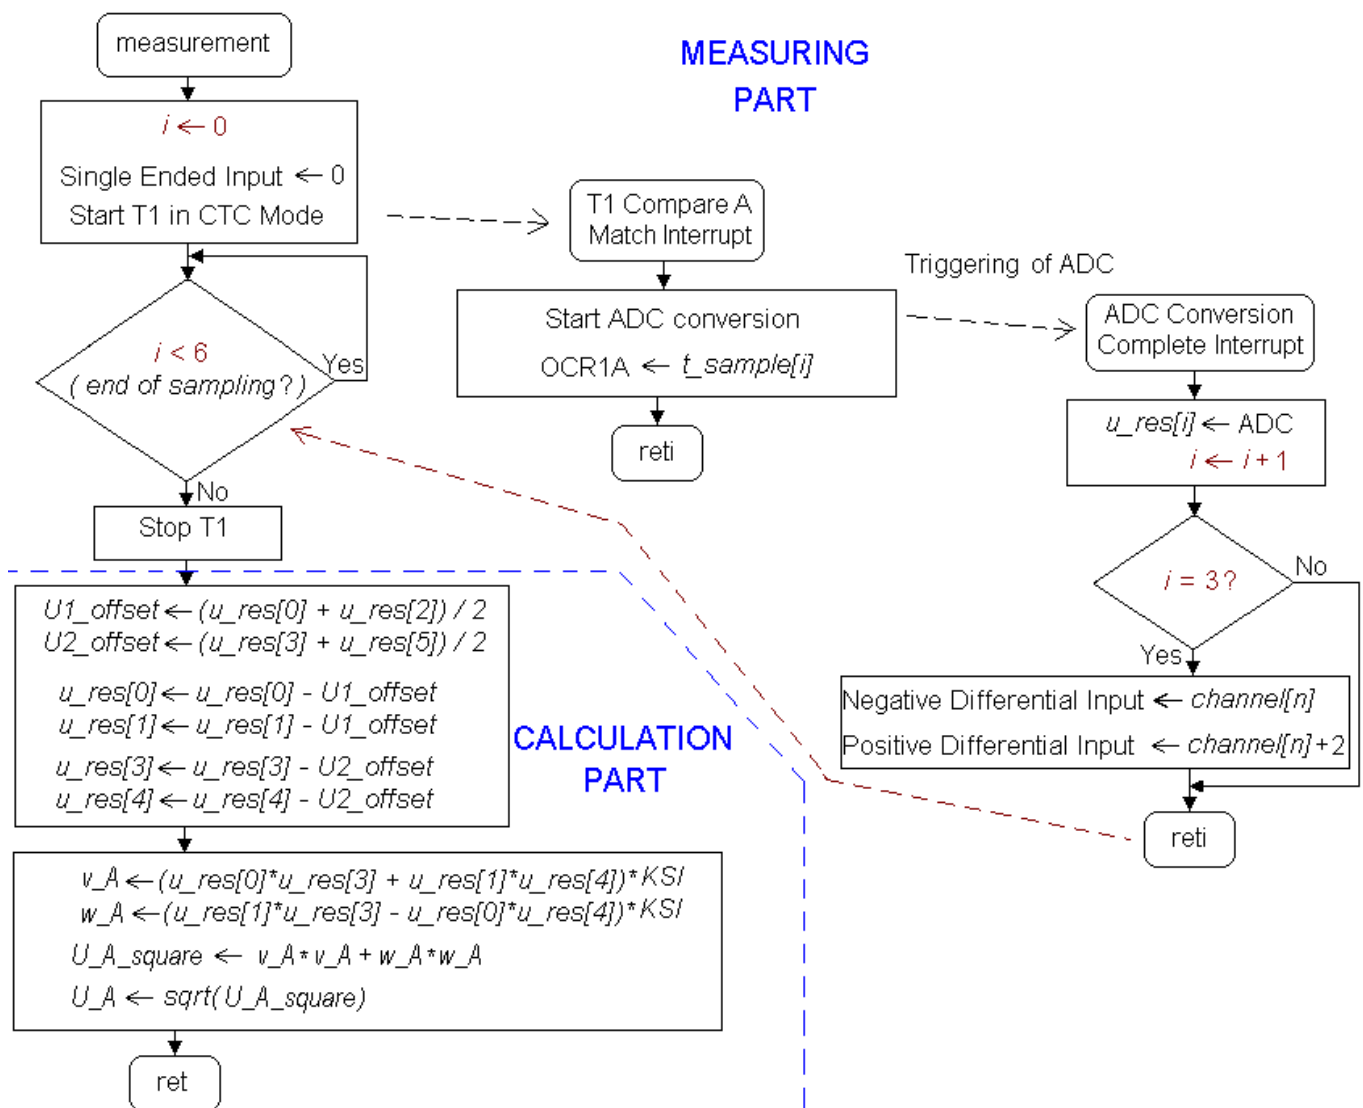 measurement
MEASURING
PART
i ← 0
Single Ended Input ← 0
Start T1 in CTC Mode
T1 Compare A
Match Interrupt
Triggering of ADC
Start ADC conversion
OCR1A ← t_sample[i]
reti
ADC Conversion
Complete Interrupt
u_res[i] ← ADC
i ← i + 1
i < 6
( end of sampling? )
Yes
No
Stop T1
i = 3?
No
Yes
Negative Differential Input ← channel[n]
Positive Differential Input ← channel[n]+2
reti
U1_offset ← (u_res[0] + u_res[2]) / 2
U2_offset ← (u_res[3] + u_res[5]) / 2
u_res[0] ← u_res[0] - U1_offset
u_res[1] ← u_res[1] - U1_offset
u_res[3] ← u_res[3] - U2_offset
u_res[4] ← u_res[4] - U2_offset
CALCULATION
PART
v_A ← (u_res[0]*u_res[3] + u_res[1]*u_res[4])*KSI
w_A ← (u_res[1]*u_res[3] - u_res[0]*u_res[4])*KSI
U_A_square ← v_A*v_A + w_A*w_A
U_A ← sqrt(U_A_square)
ret